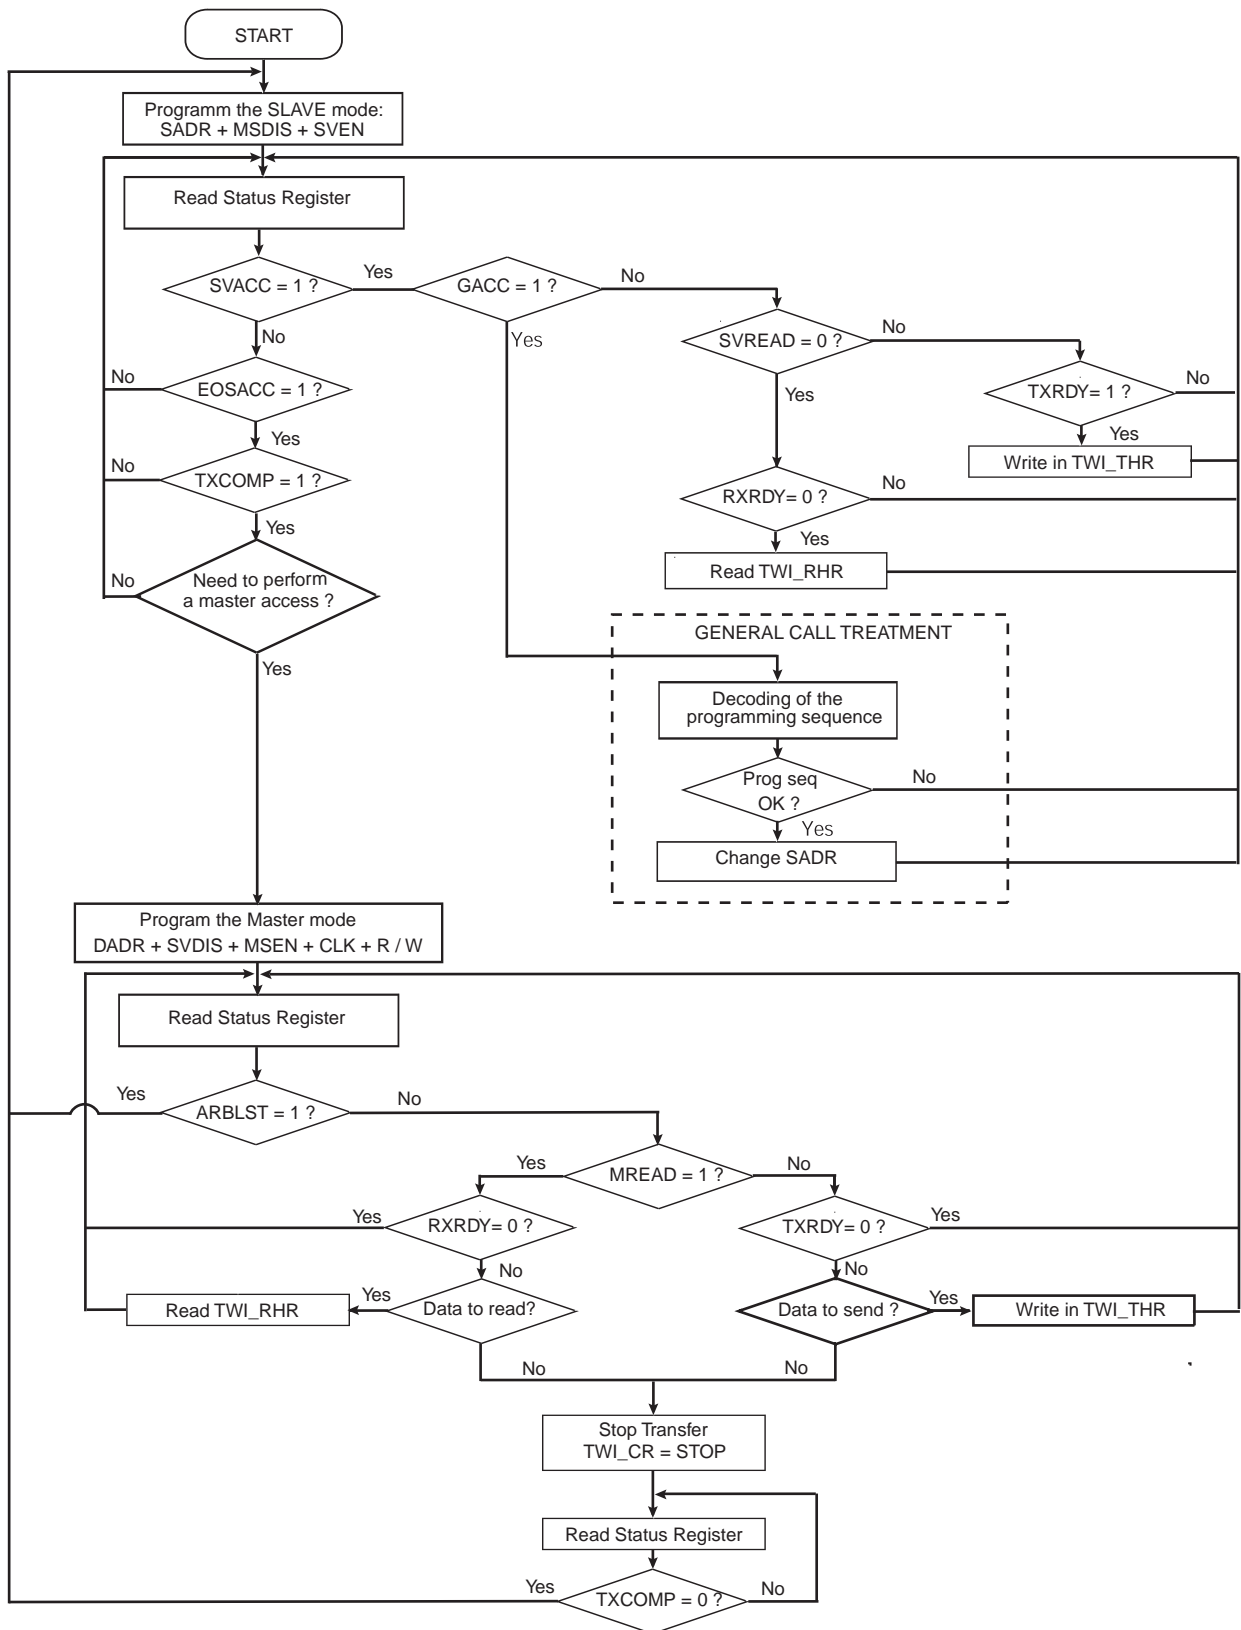 START
Programm the SLAVE mode:
SADR + MSDIS + SVEN
Read Status Register
SVACC = 1 ?
Yes
GACC = 1 ?
No
No
Yes
SVREAD = 0 ?
No
EOSACC = 1 ?
No
Yes
Yes
TXRDY= 1 ?
No
Yes
Write in TWI_THR
TXCOMP = 1 ?
No
Yes
RXRDY= 0 ?
No
Yes
Read TWI_RHR
Need to perform
a master access ?
No
Yes
GENERAL CALL TREATMENT
Decoding of the
programming sequence
Prog seq
OK ?
No
Yes
Change SADR
Program the Master mode
DADR + SVDIS + MSEN + CLK + R / W
Read Status Register
Yes
ARBLST = 1 ?
No
Yes
MREAD = 1 ?
No
Yes
RXRDY= 0 ?
TXRDY= 0 ?
Yes
No
No
Read TWI_RHR
Yes
Data to read?
Data to send ?
Yes
Write in TWI_THR
No
No
Stop Transfer
TWI_CR = STOP
Read Status Register
Yes
TXCOMP = 0 ?
No